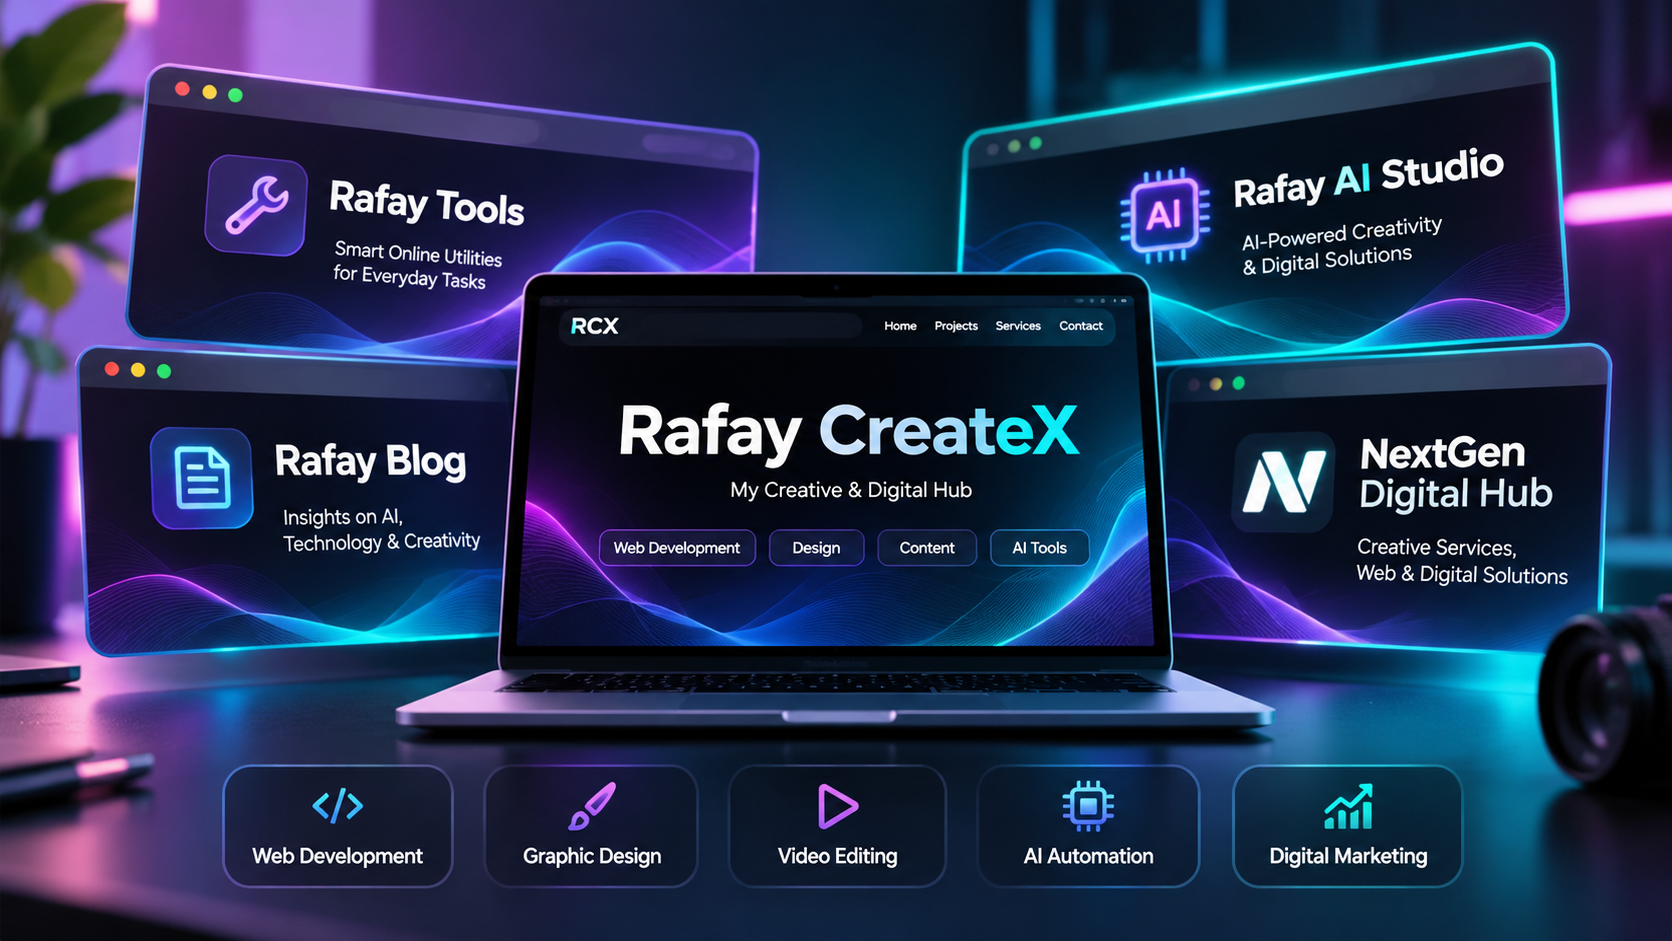 Rafay Tools
Smart Online Utilities
for Everyday Tasks
AI
Rafay AI Studio
AI-Powered Creativity
& Digital Solutions
RCX
Home
Projects
Services
Contact
Rafay CreateX
My Creative & Digital Hub
Web Development
Design
Content
AI Tools
Rafay Blog
Insights on AI,
Technology & Creativity
N
NextGen
Digital Hub
Creative Services,
Web & Digital Solutions
Web Development
Graphic Design
Video Editing
AI Automation
Digital Marketing